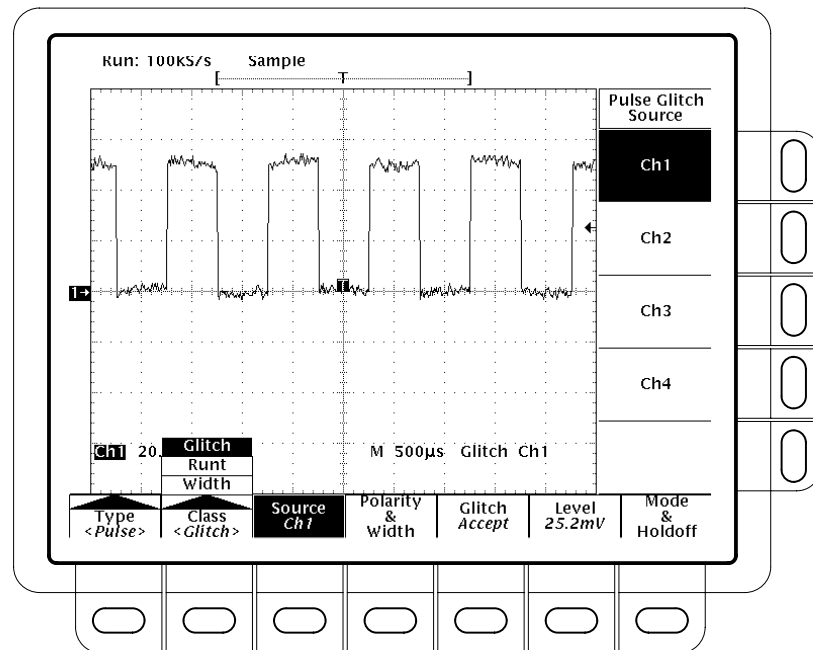 Run: 100kS/s Sample
[ T ]
Pulse Glitch
Source
Ch1
Ch2
Ch3
Ch4
T
1→
Ch1 20. M 500µs Glitch Ch1
Glitch
Runt
Width
Type
<Pulse>
Class
<Glitch>
Source
Ch1
Polarity
&
Width
Glitch
Accept
Level
25.2mV
Mode
&
Holdoff